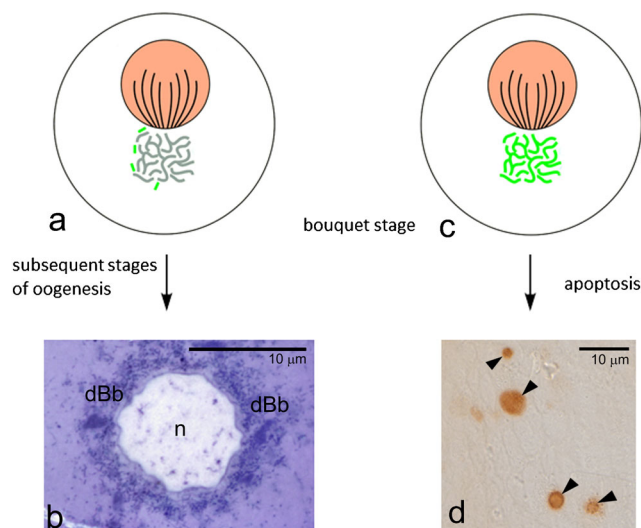 a
bouquet stage
c
subsequent stages
of oogenesis
apoptosis
10 μm
dBb
dBb
n
b
10 μm
d